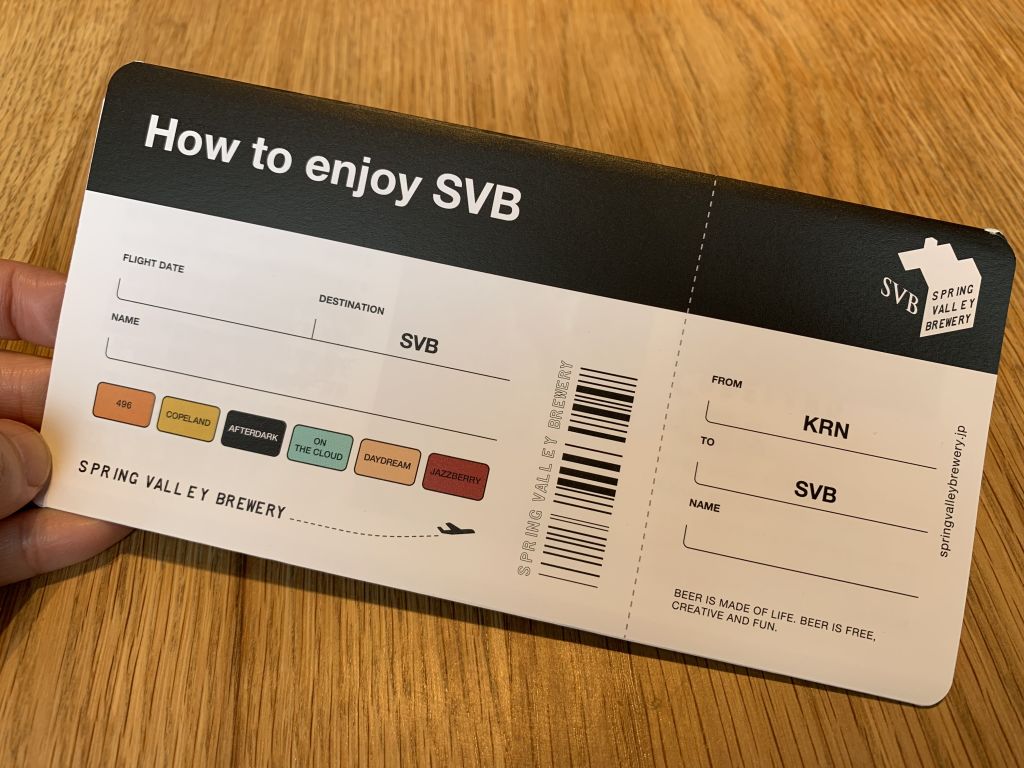 How to enjoy SVB
SVB
SPRING
VALLEY
BREWERY
FLIGHT DATE
DESTINATION
SVB
NAME
496
COPELAND
AFTERDARK
ON
THE CLOUD
DAYDREAM
JAZZBERRY
SPRING VALLEY BREWERY
SPRING VALLEY BREWERY
FROM
KRN
TO
SVB
NAME
BEER IS MADE OF LIFE. BEER IS FREE,
CREATIVE AND FUN.
springvalleybrewery.jp